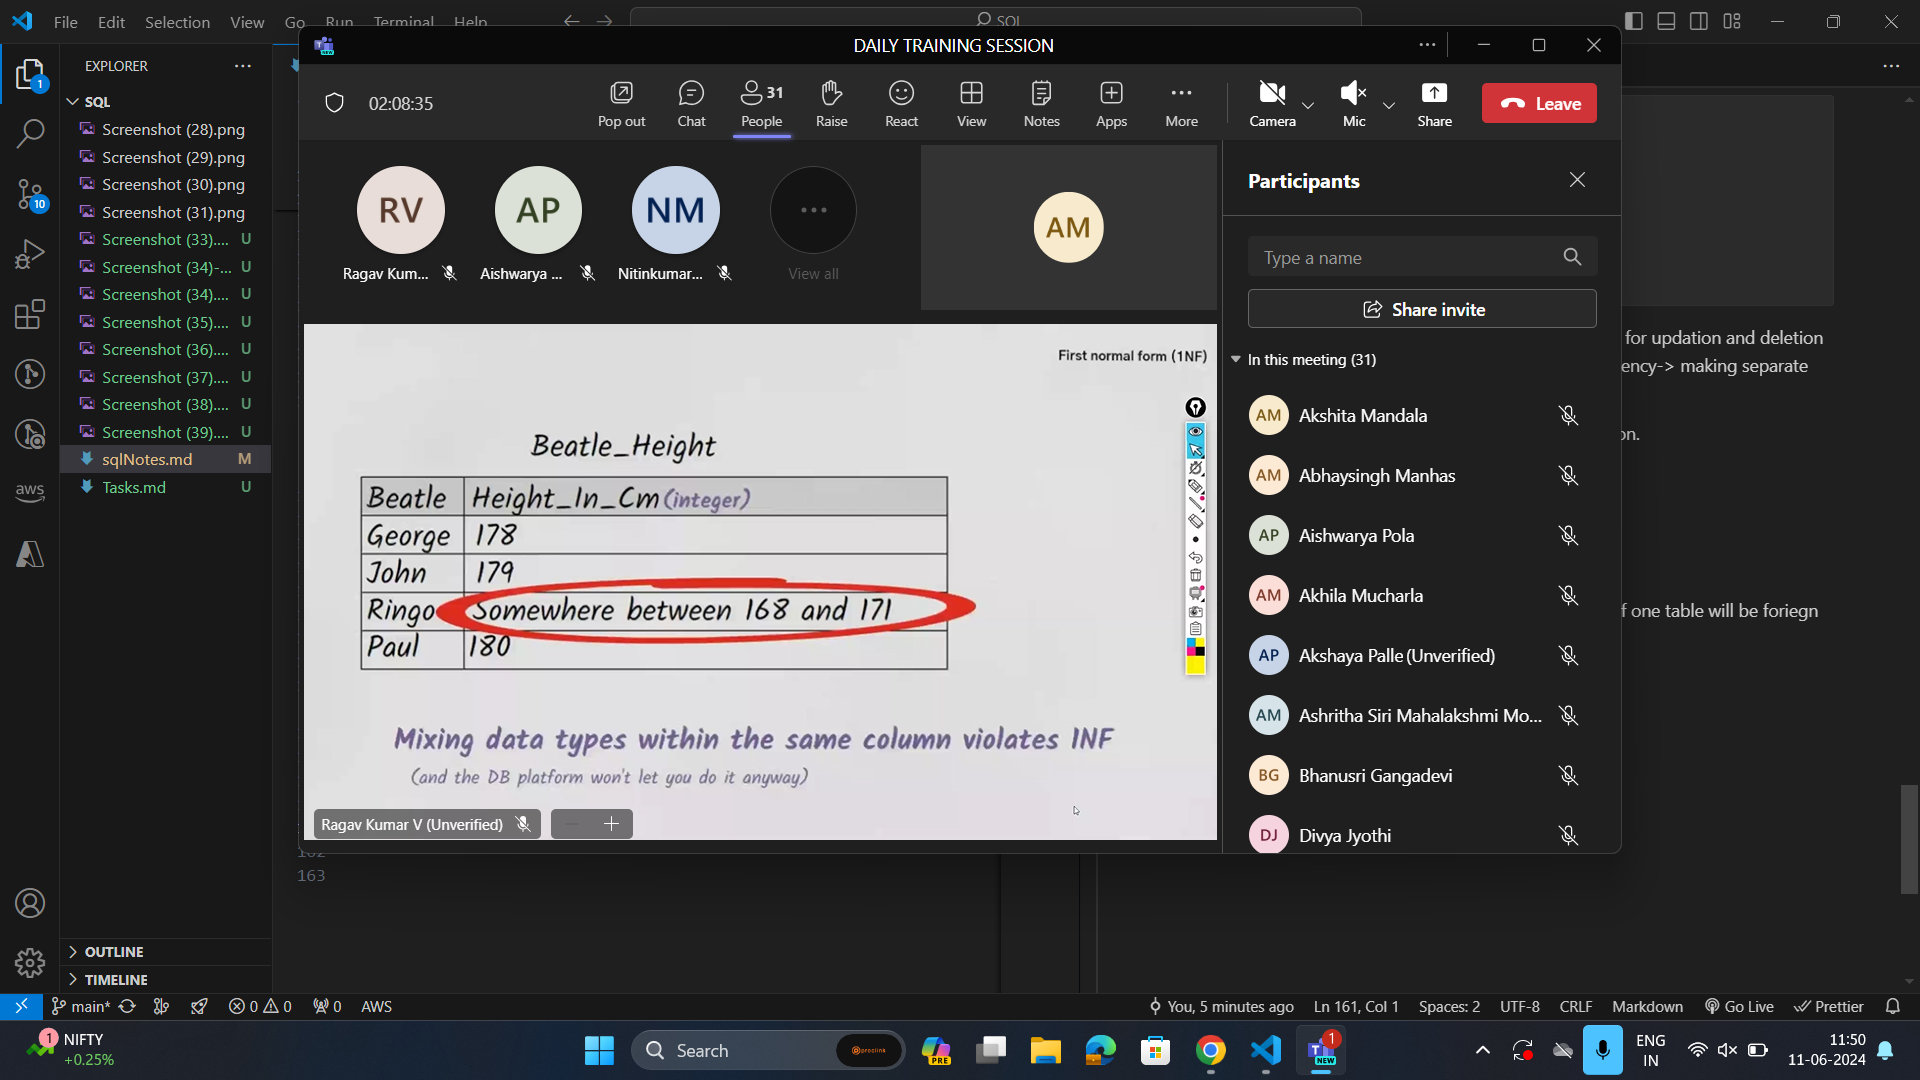 File Edit Selection View Go Run Terminal Help
SQL
DAILY TRAINING SESSION
EXPLORER
SQL
Screenshot (28).png
Screenshot (29).png
Screenshot (30).png
Screenshot (31).png
Screenshot (33).... U
Screenshot (34)-... U
Screenshot (34).... U
Screenshot (35).... U
Screenshot (36).... U
Screenshot (37).... U
Screenshot (38).... U
Screenshot (39).... U
sqlNotes.md M
Tasks.md U
OUTLINE
TIMELINE
1
10
aws
02:08:35
31
Pop out Chat People Raise React View Notes Apps More Camera Mic Share Leave
RV AP NM
Ragav Kum... Aishwarya ... Nitinkumar... View all
AM
First normal form (1NF)
Beatle_Height
Beatle Height_In_Cm (integer)
George 178
John 179
Ringo Somewhere between 168 and 171
Paul 180
Mixing data types within the same column violates 1NF
(and the DB platform won't let you do it anyway)
Ragav Kumar V (Unverified)
Participants
Type a name
Share invite
In this meeting (31)
AM Akshita Mandala
AM Abhaysingh Manhas
AP Aishwarya Pola
AM Akhila Mucharla
AP Akshaya Palle (Unverified)
AM Ashritha Siri Mahalakshmi Mo...
BG Bhanusri Gangadevi
DJ Divya Jyothi
for updation and deletion
ency-> making separate
on.
f one table will be foriegn
163
main* 0 0 0 AWS
You, 5 minutes ago Ln 161, Col 1 Spaces: 2 UTF-8 CRLF Markdown Go Live Prettier
1
NIFTY
+0.25%
Search
PRE
1
NEW
ENG
IN
11:50
11-06-2024